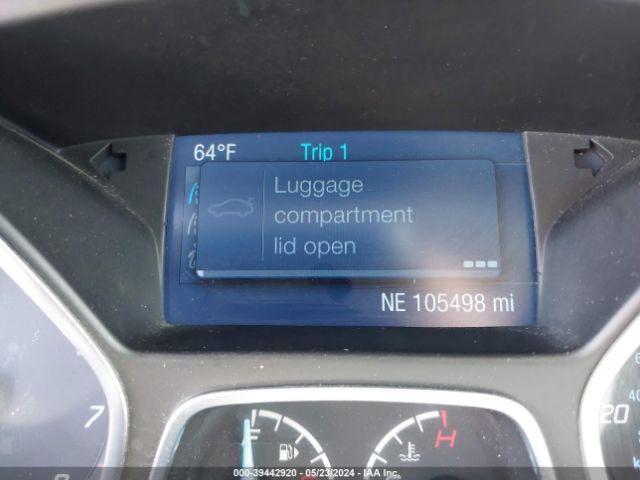 64°F Trip 1
Luggage
compartment
lid open
NE 105498 mi
7
F
H
20
000-39442920 - 05/23/2024 - IAA Inc.